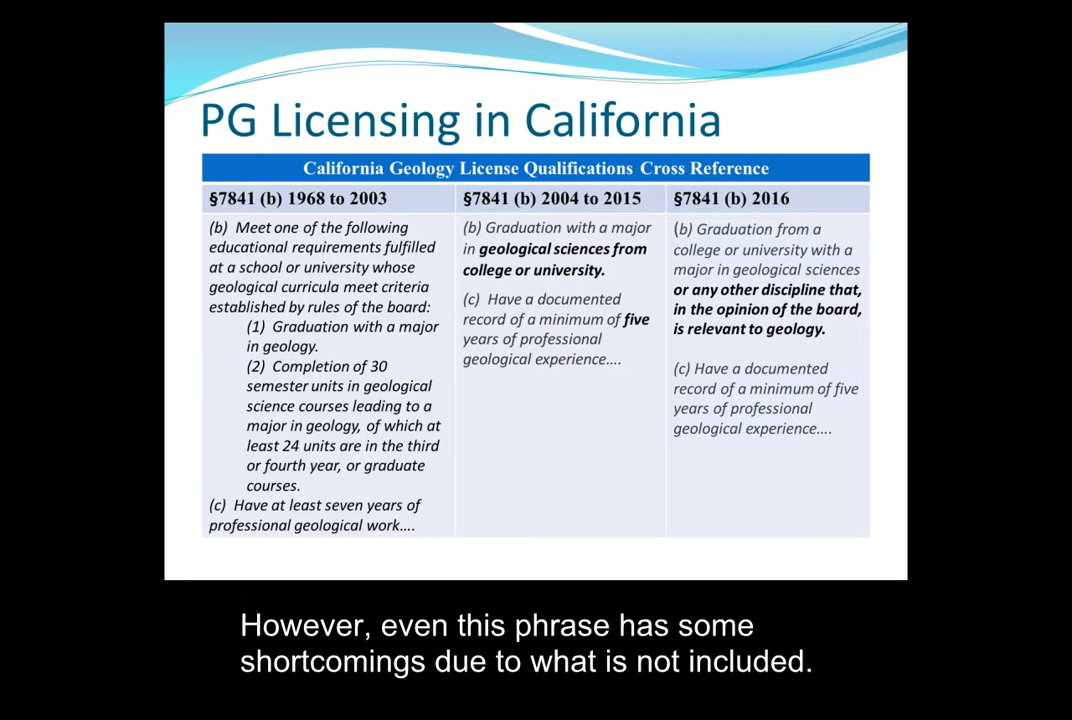 PG Licensing in California
California Geology License Qualifications Cross Reference
§7841 (b) 1968 to 2003
(b) Meet one of the following
educational requirements fulfilled
at a school or university whose
geological curricula meet criteria
established by rules of the board:
(1) Graduation with a major
in geology.
(2) Completion of 30
semester units in geological
science courses leading to a
major in geology, of which at
least 24 units are in the third
or fourth year, or graduate
courses.
(c) Have at least seven years of
professional geological work....
§7841 (b) 2004 to 2015
(b) Graduation with a major
in geological sciences from
college or university.
(c) Have a documented
record of a minimum of five
years of professional
geological experience....
§7841 (b) 2016
(b) Graduation from a
college or university with a
major in geological sciences
or any other discipline that,
in the opinion of the board,
is relevant to geology.
(c) Have a documented
record of a minimum of five
years of professional
geological experience....
However, even this phrase has some
shortcomings due to what is not included.